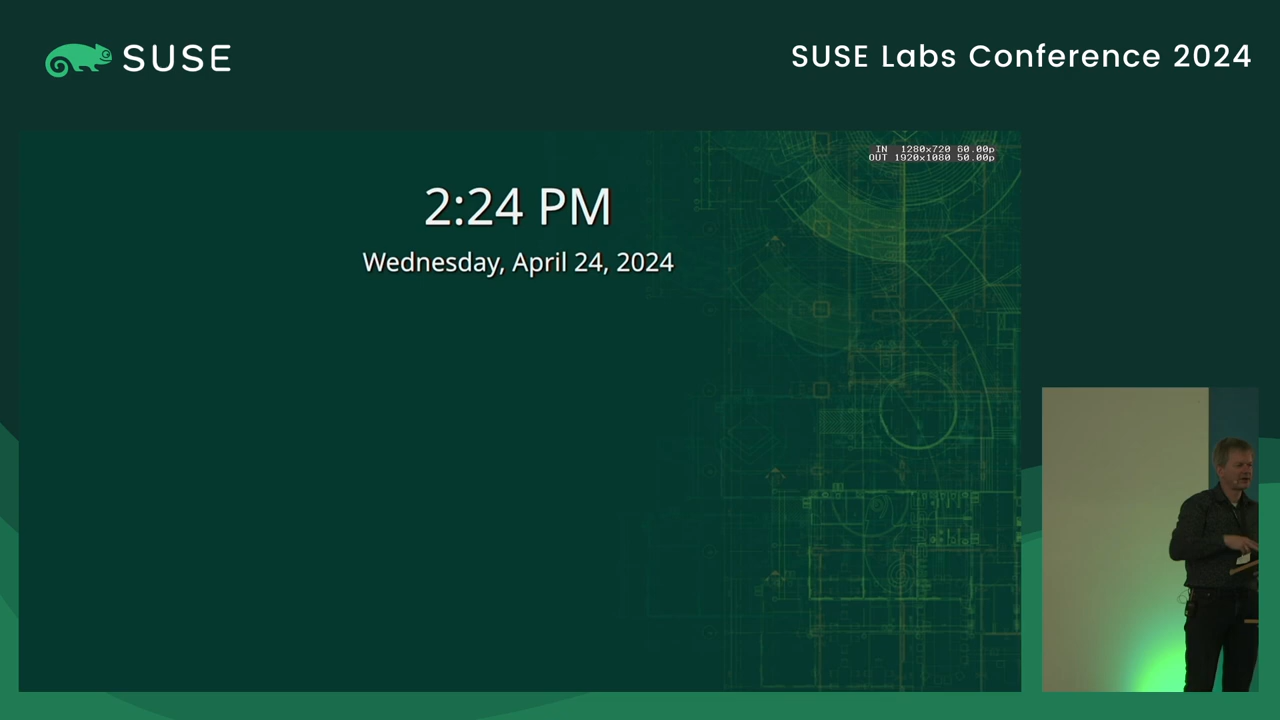 SUSE
SUSE Labs Conference 2024
IN 1280x720 60.00p
OUT 1920x1080 50.00p
2:24 PM
Wednesday, April 24, 2024